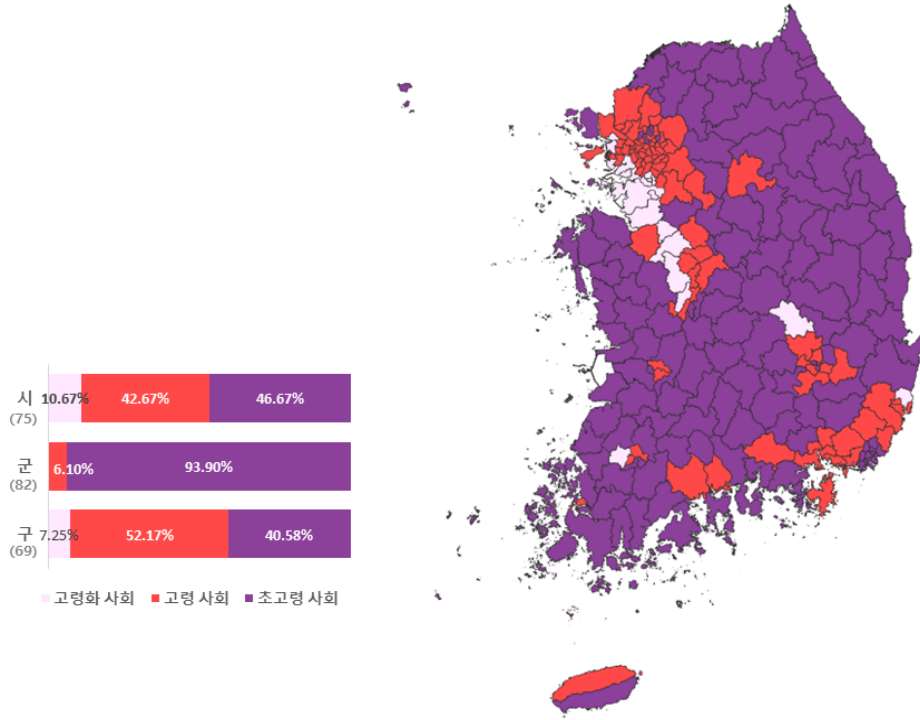 시 10.67% 42.67% 46.67%
(75)
군 6.10% 93.90%
(82)
구 7.25% 52.17% 40.58%
(69)
고령화 사회 고령 사회 초고령 사회